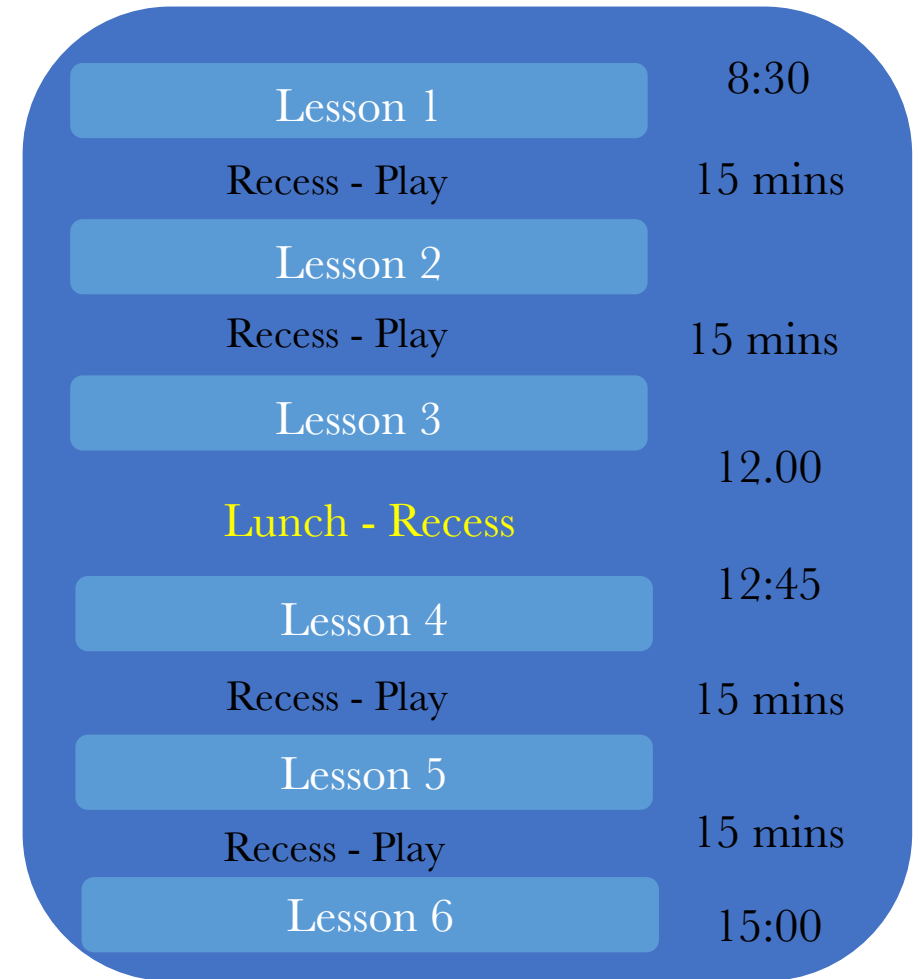 Lesson 1 8:30
Recess - Play 15 mins
Lesson 2
Recess - Play 15 mins
Lesson 3
12.00
Lunch - Recess
12:45
Lesson 4
Recess - Play 15 mins
Lesson 5
Recess - Play 15 mins
Lesson 6 15:00